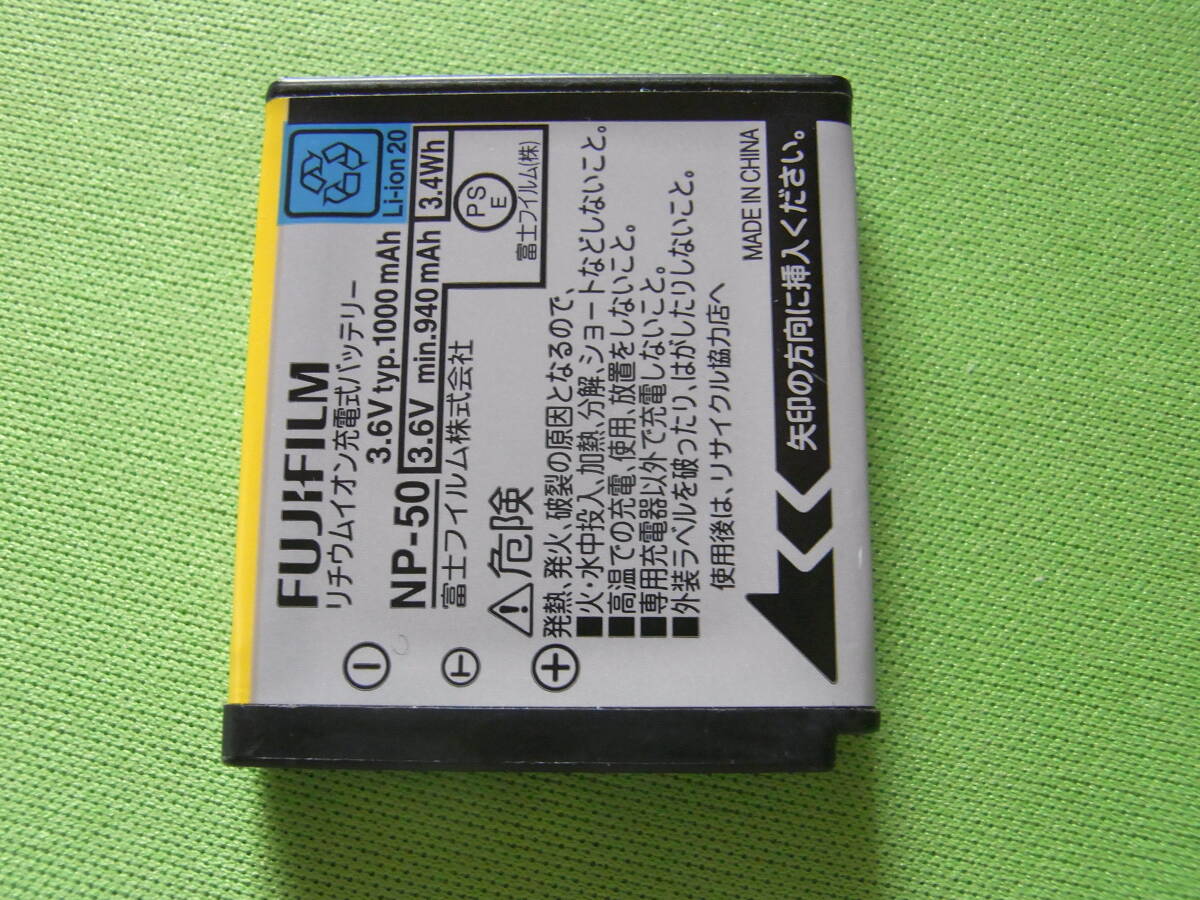 FUJIFILM
リチウムイオン充電式バッテリー
Li-ion 20
3.6V typ.1000mAh
NP-50 3.6V min.940mAh 3.4Wh
富士フイルム株式会社
PSE
富士フイルム(株)
危険
発熱、発火、破裂の原因となるので、
■火・水中投入、加熱、分解、ショートなどしないこと。
■高温での充電、使用、放置をしないこと。
■専用充電器以外で充電しないこと。
■外装ラベルを破ったり、はがしたりしないこと。
使用後は、リサイクル協力店へ
MADE IN CHINA
矢印の方向に挿入ください。